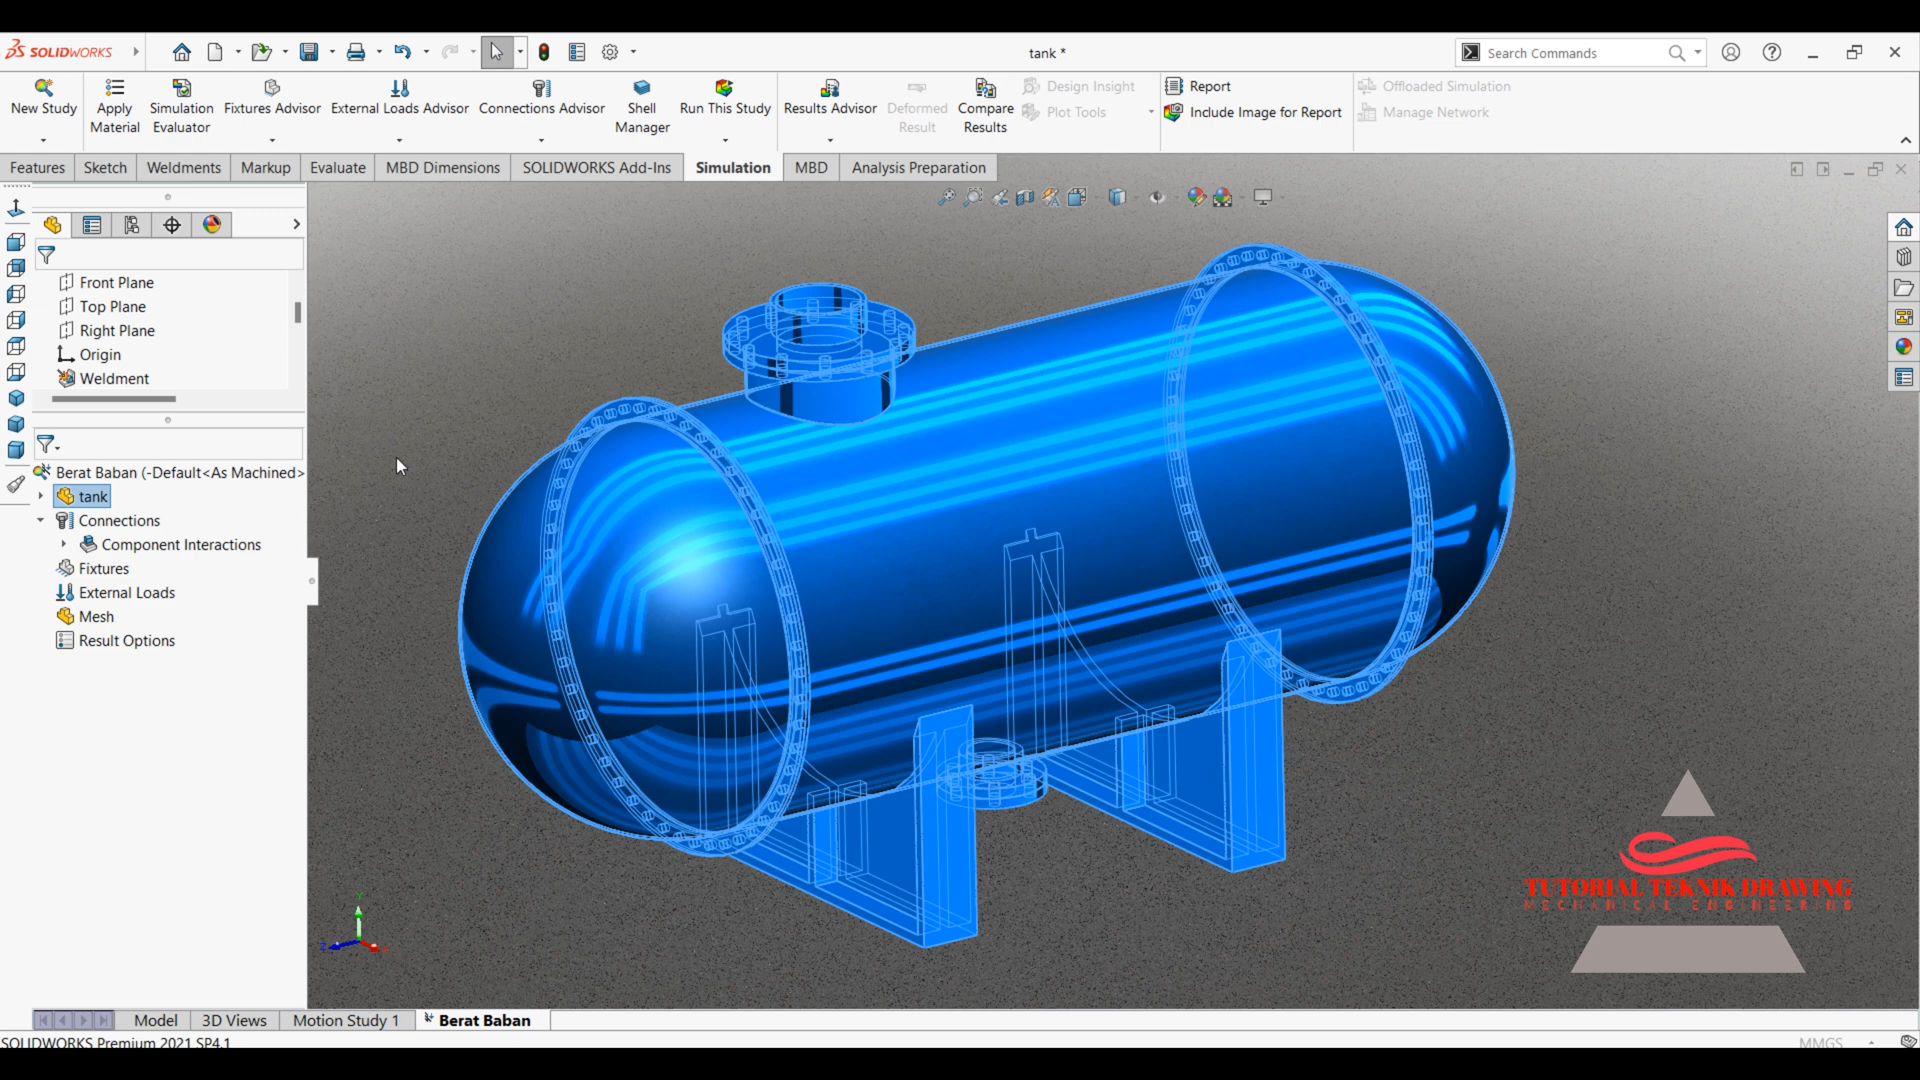 SOLIDWORKS
tank *
Search Commands
New Study
Apply
Material
Simulation
Evaluator
Fixtures Advisor
External Loads Advisor
Connections Advisor
Shell
Manager
Run This Study
Results Advisor
Deformed
Result
Compare
Results
Design Insight
Plot Tools
Report
Include Image for Report
Offloaded Simulation
Manage Network
Features
Sketch
Weldments
Markup
Evaluate
MBD Dimensions
SOLIDWORKS Add-Ins
Simulation
MBD
Analysis Preparation
Front Plane
Top Plane
Right Plane
Origin
Weldment
Berat Baban (-Default<As Machined>
tank
Connections
Component Interactions
Fixtures
External Loads
Mesh
Result Options
Y
Z
TUTORIAL TEKNIK DRAWING
MECHANICAL ENGINEERING
Model
3D Views
Motion Study 1
Berat Baban
SOLIDWORKS Premium 2021 SP4.1
MMGS